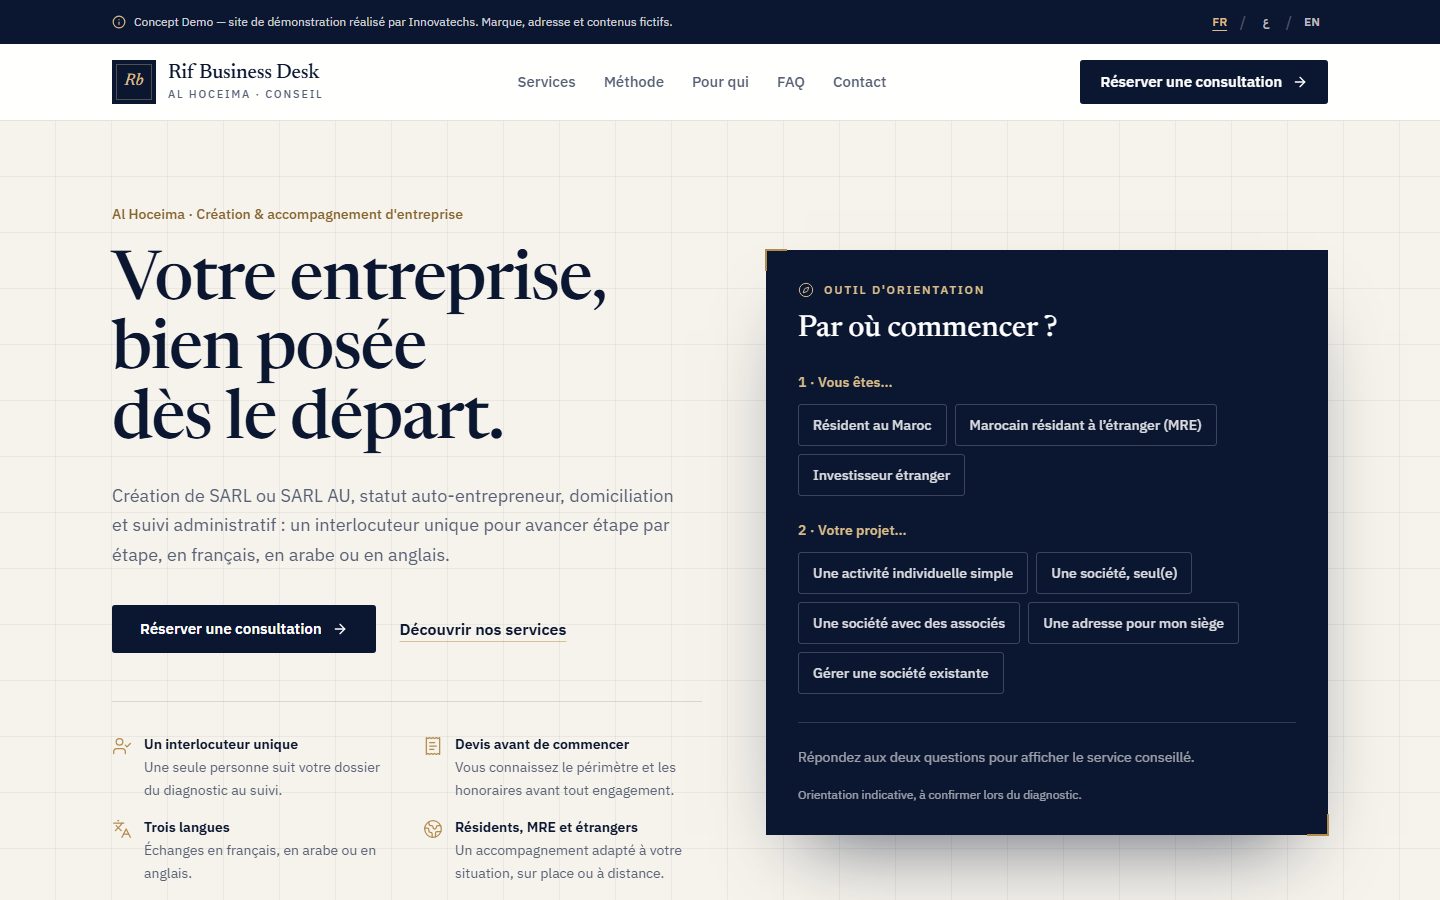 Concept Demo — site de démonstration réalisé par Innovatechs. Marque, adresse et contenus fictifs.
FR / ع / EN
Rb
Rif Business Desk
AL HOCEIMA · CONSEIL
Services
Méthode
Pour qui
FAQ
Contact
Réserver une consultation →
Al Hoceima · Création & accompagnement d'entreprise
Votre entreprise,
bien posée
dès le départ.
Création de SARL ou SARL AU, statut auto-entrepreneur, domiciliation
et suivi administratif : un interlocuteur unique pour avancer étape par
étape, en français, en arabe ou en anglais.
Réserver une consultation →
Découvrir nos services
Un interlocuteur unique
Une seule personne suit votre dossier
du diagnostic au suivi.
Devis avant de commencer
Vous connaissez le périmètre et les
honoraires avant tout engagement.
Trois langues
Échanges en français, en arabe ou en
anglais.
Résidents, MRE et étrangers
Un accompagnement adapté à votre
situation, sur place ou à distance.
OUTIL D'ORIENTATION
Par où commencer ?
1 · Vous êtes…
Résident au Maroc
Marocain résidant à l’étranger (MRE)
Investisseur étranger
2 · Votre projet…
Une activité individuelle simple
Une société, seul(e)
Une société avec des associés
Une adresse pour mon siège
Gérer une société existante
Répondez aux deux questions pour afficher le service conseillé.
Orientation indicative, à confirmer lors du diagnostic.